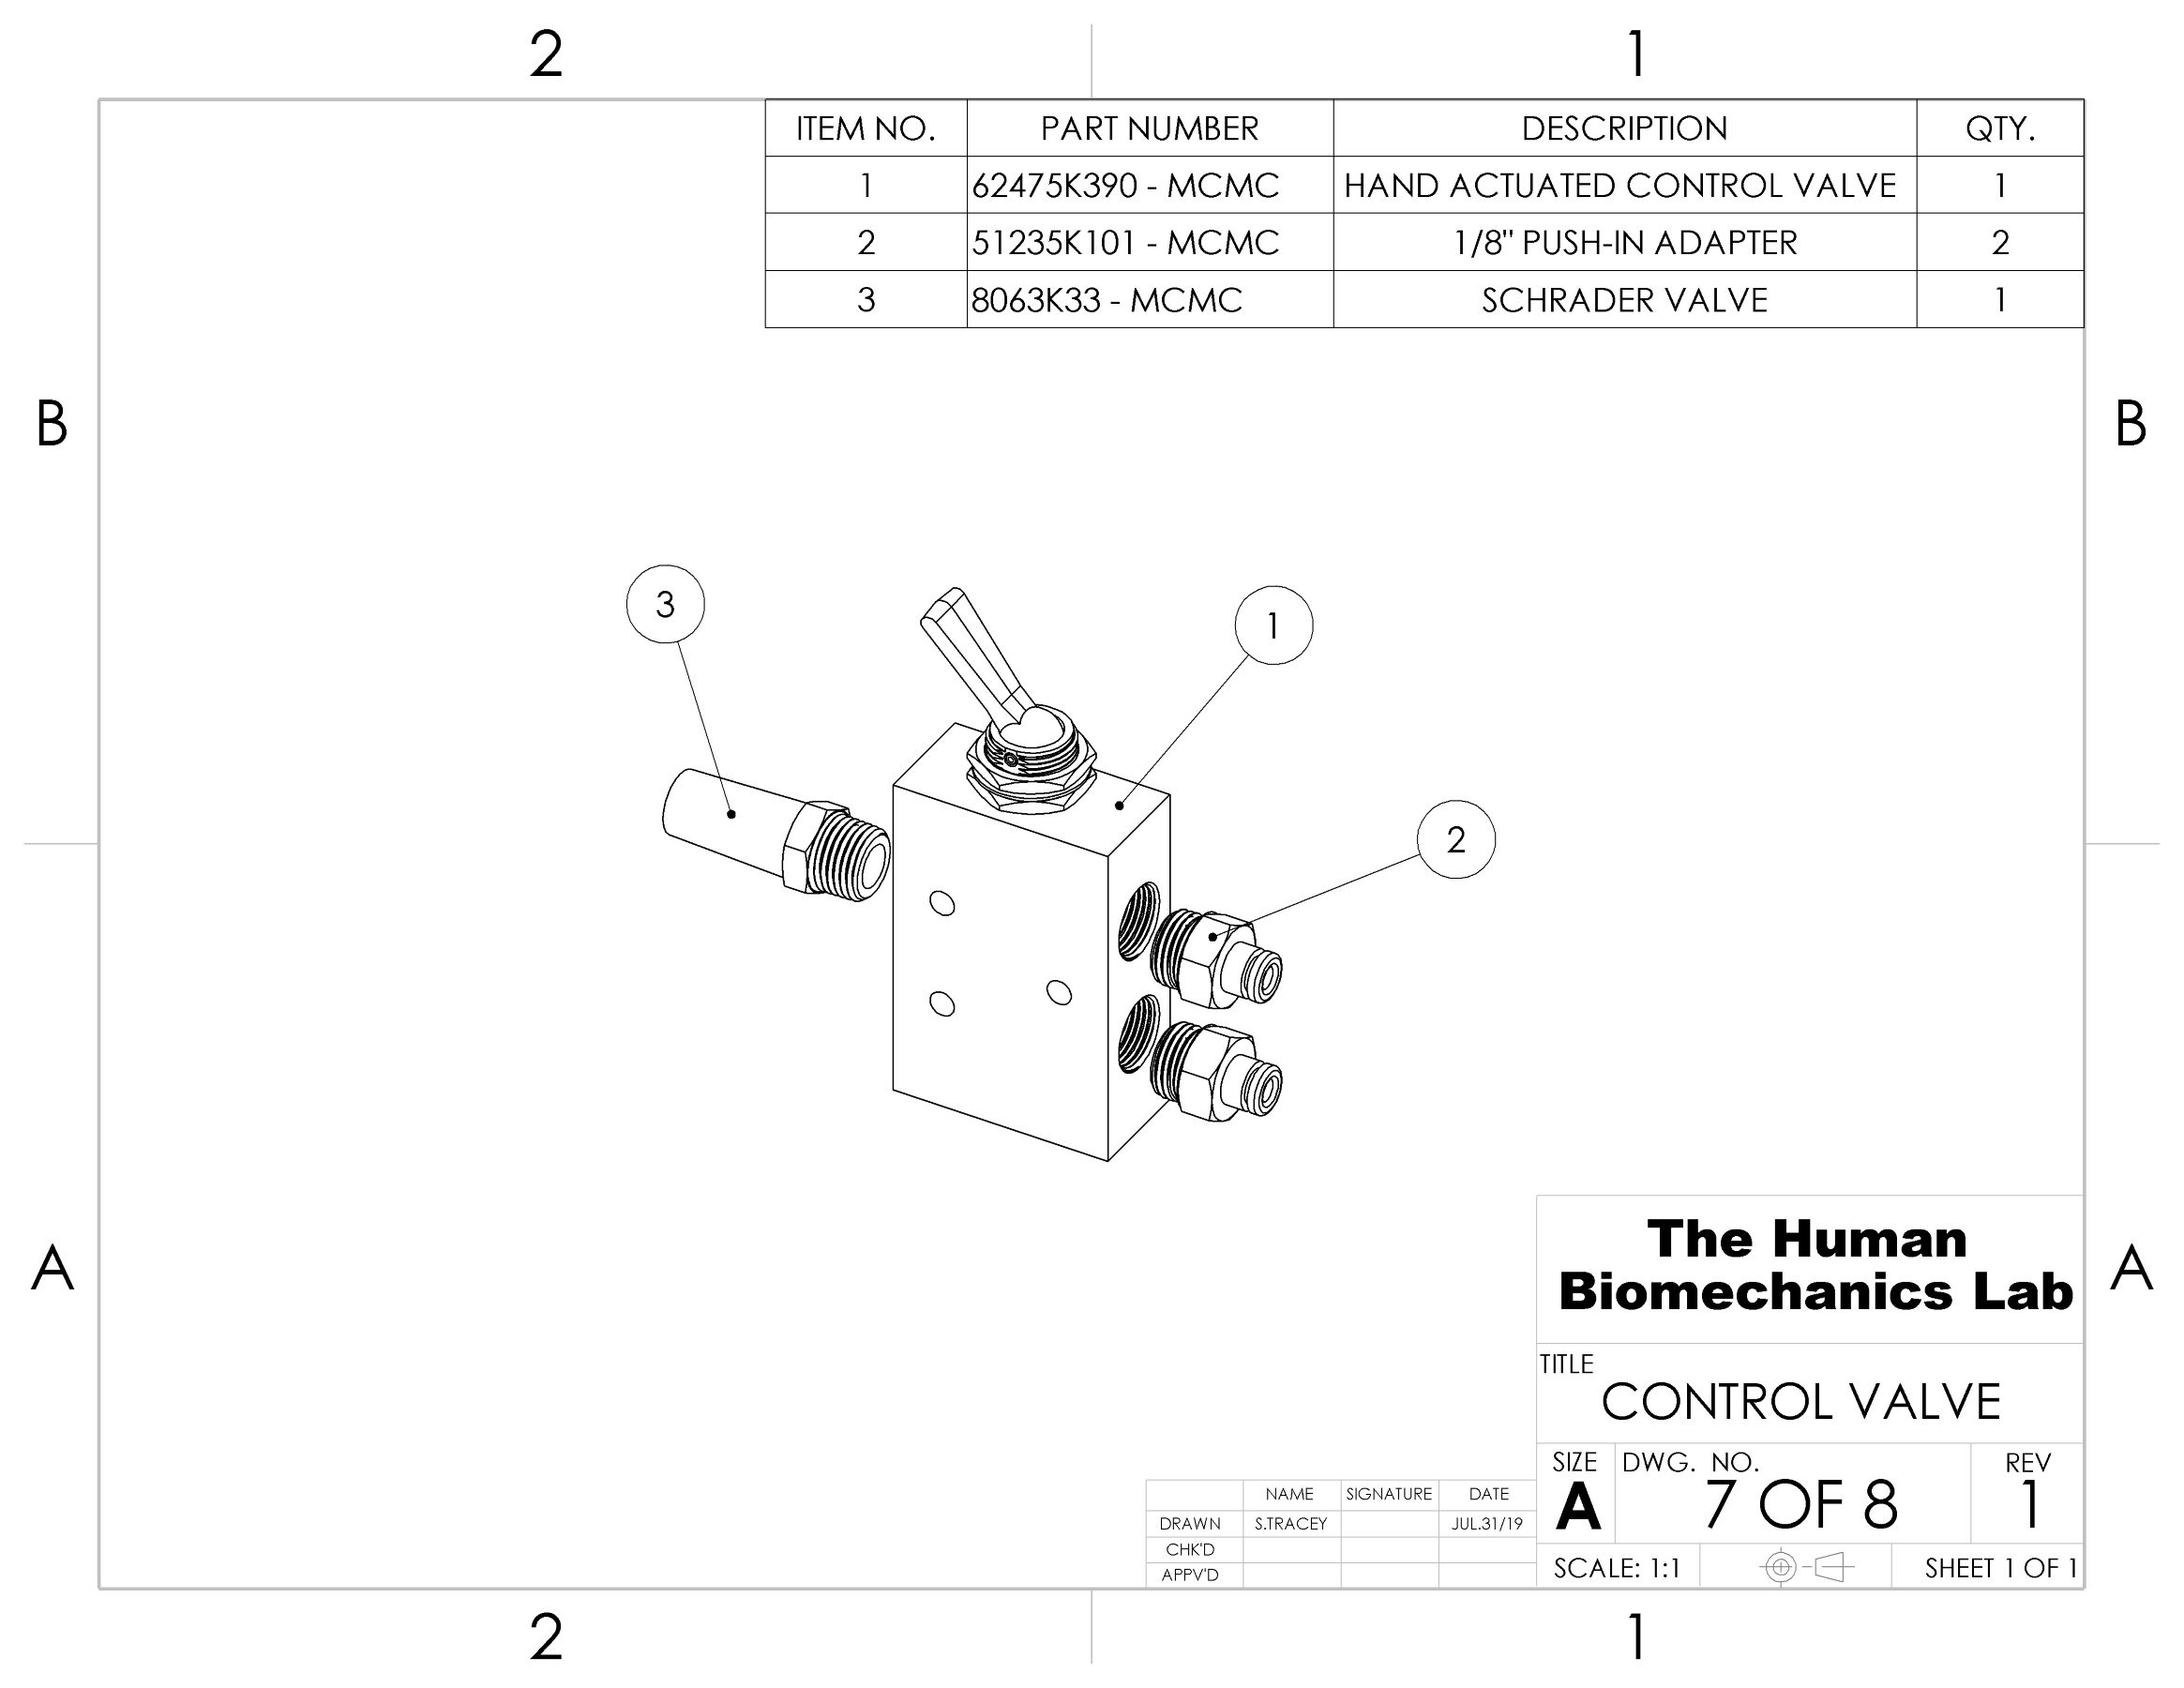 2 1
ITEM NO. PART NUMBER DESCRIPTION QTY.
1 62475K390 - MCMC HAND ACTUATED CONTROL VALVE 1
2 51235K101 - MCMC 1/8" PUSH-IN ADAPTER 2
3 8063K33 - MCMC SCHRADER VALVE 1
B B
3
1
2
A A
The Human
Biomechanics Lab
TITLE
CONTROL VALVE
SIZE DWG. NO. REV
A 7 OF 8 1
NAME SIGNATURE DATE
DRAWN S.TRACEY JUL.31/19
CHK'D
APPV'D
SCALE: 1:1 SHEET 1 OF 1
2 1